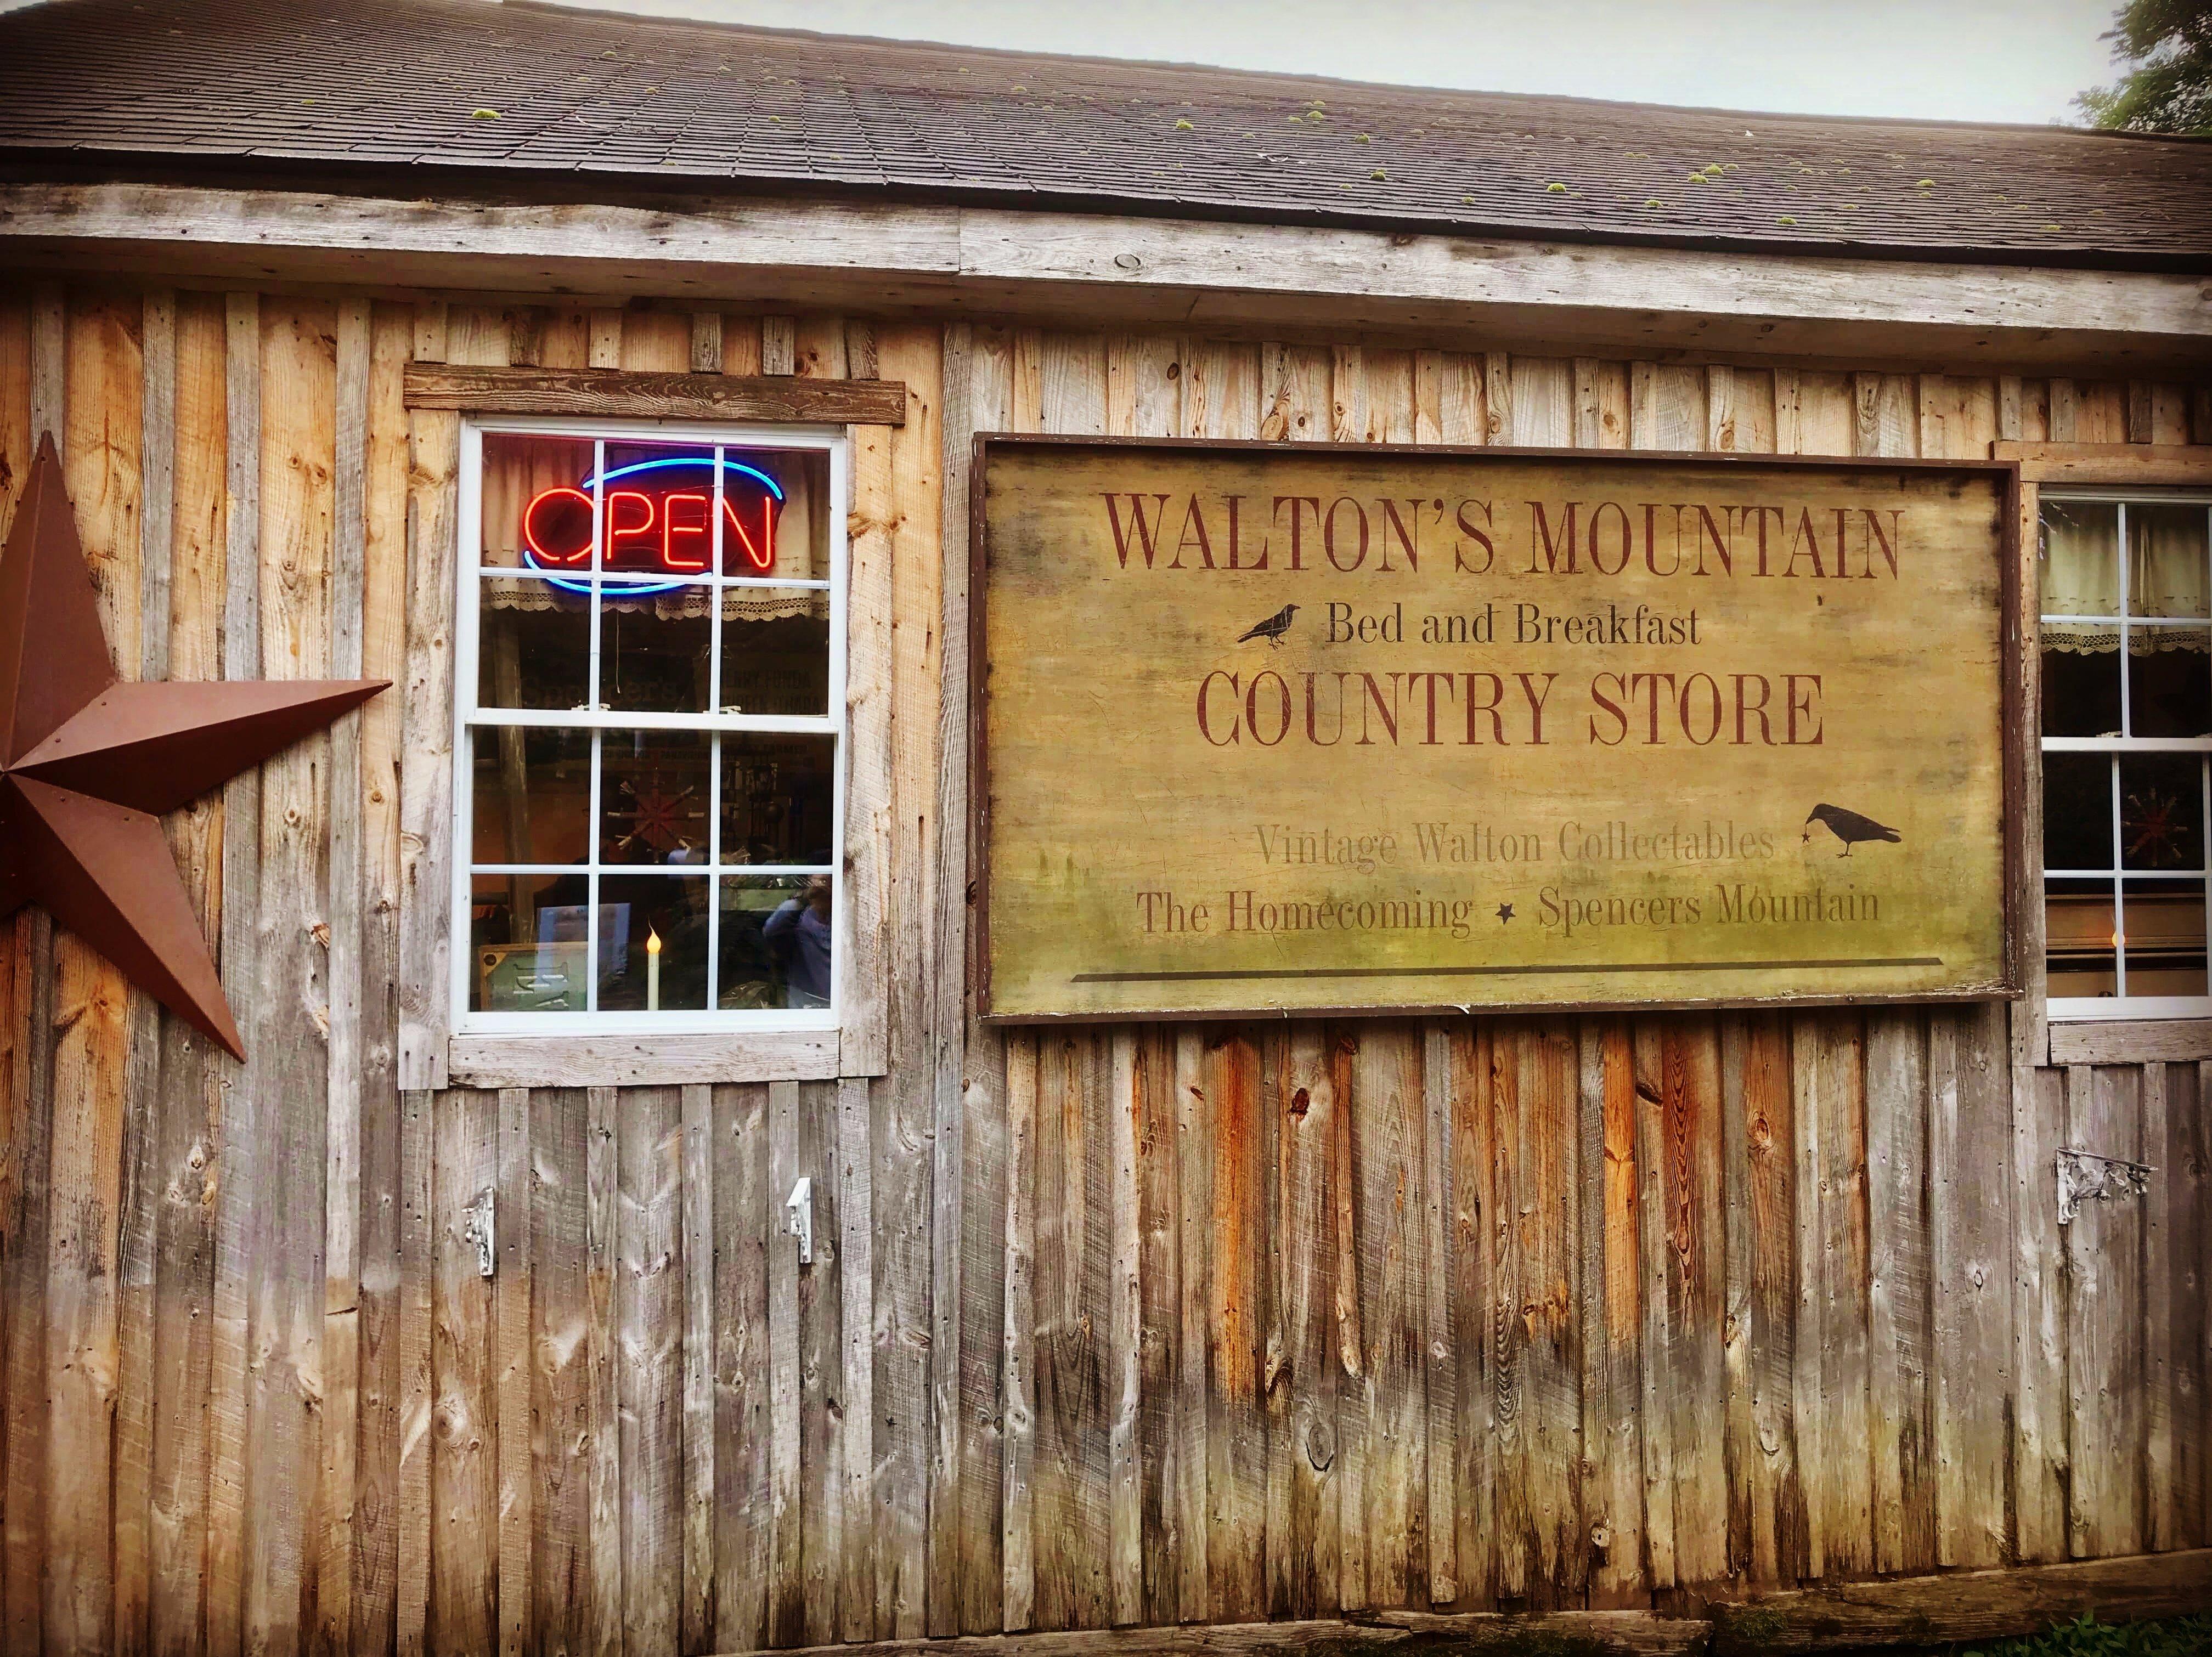 OPEN
WALTON'S MOUNTAIN
Bed and Breakfast
COUNTRY STORE
Vintage Walton Collectables
The Homecoming ★ Spencers Mountain